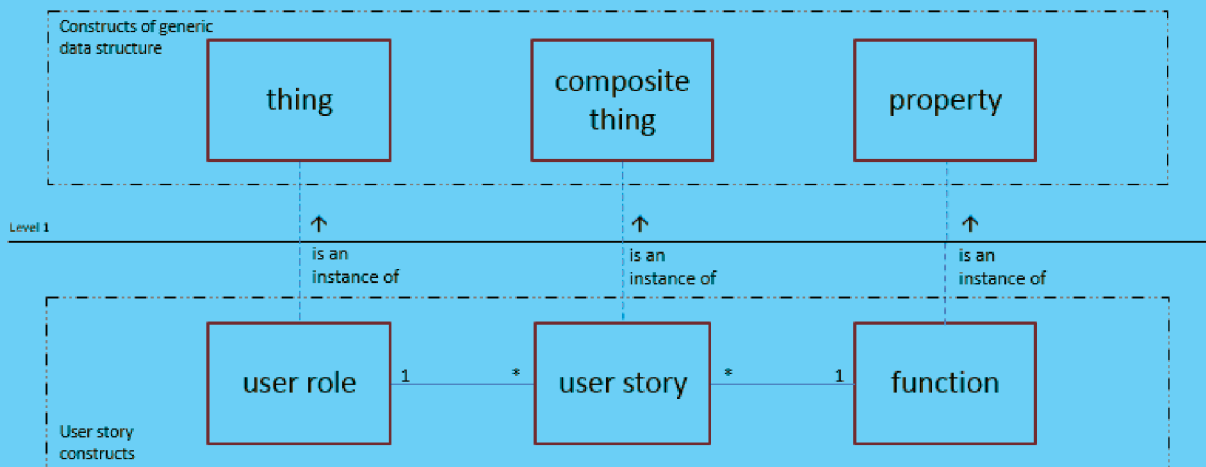 Constructs of generic
data structure
thing
composite
thing
property
Level 1
↑
↑
↑
is an
instance of
is an
instance of
is an
instance of
user role
1
*
user story
*
1
function
User story
constructs